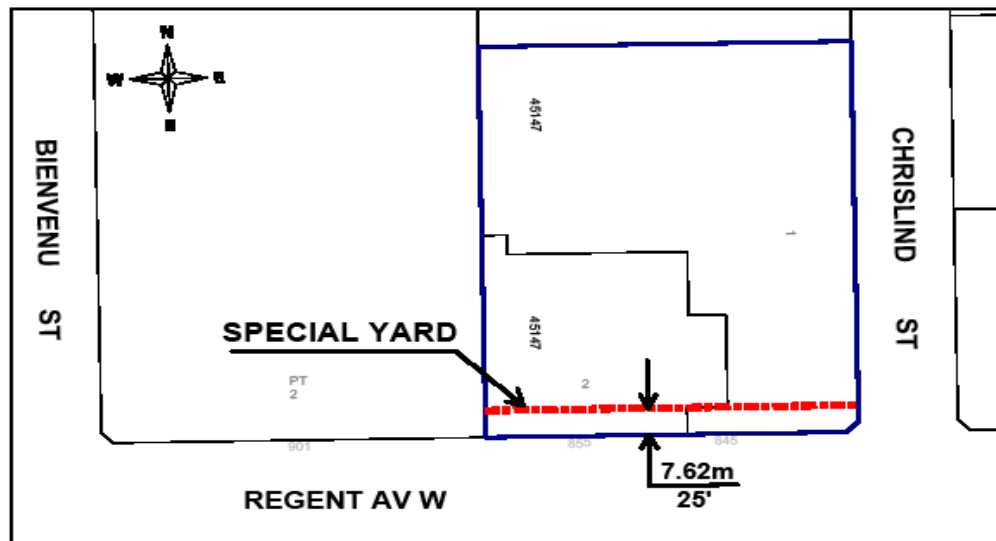 N
W E
S
45147
BIENVENU ST
CHRISLIND ST
1
45147
SPECIAL YARD
PT
2
2
901
855
845
7.62m
25'
REGENT AV W